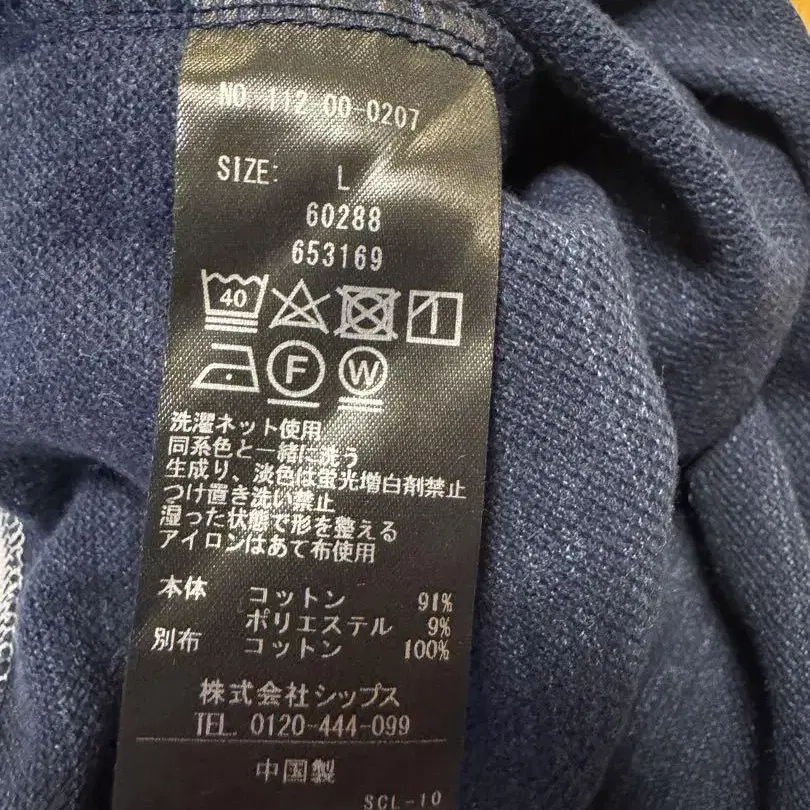 NO. 112-00-0207
SIZE: L
60288
653169
40
F W
洗濯ネット使用
同系色と一緒に洗う
生成り、淡色は蛍光増白剤禁止
つけ置き洗い禁止
湿った状態で形を整える
アイロンはあて布使用
本体 コットン 91%
ポリエステル 9%
別布 コットン 100%
株式会社シップス
TEL. 0120-444-099
中国製
SCL-10